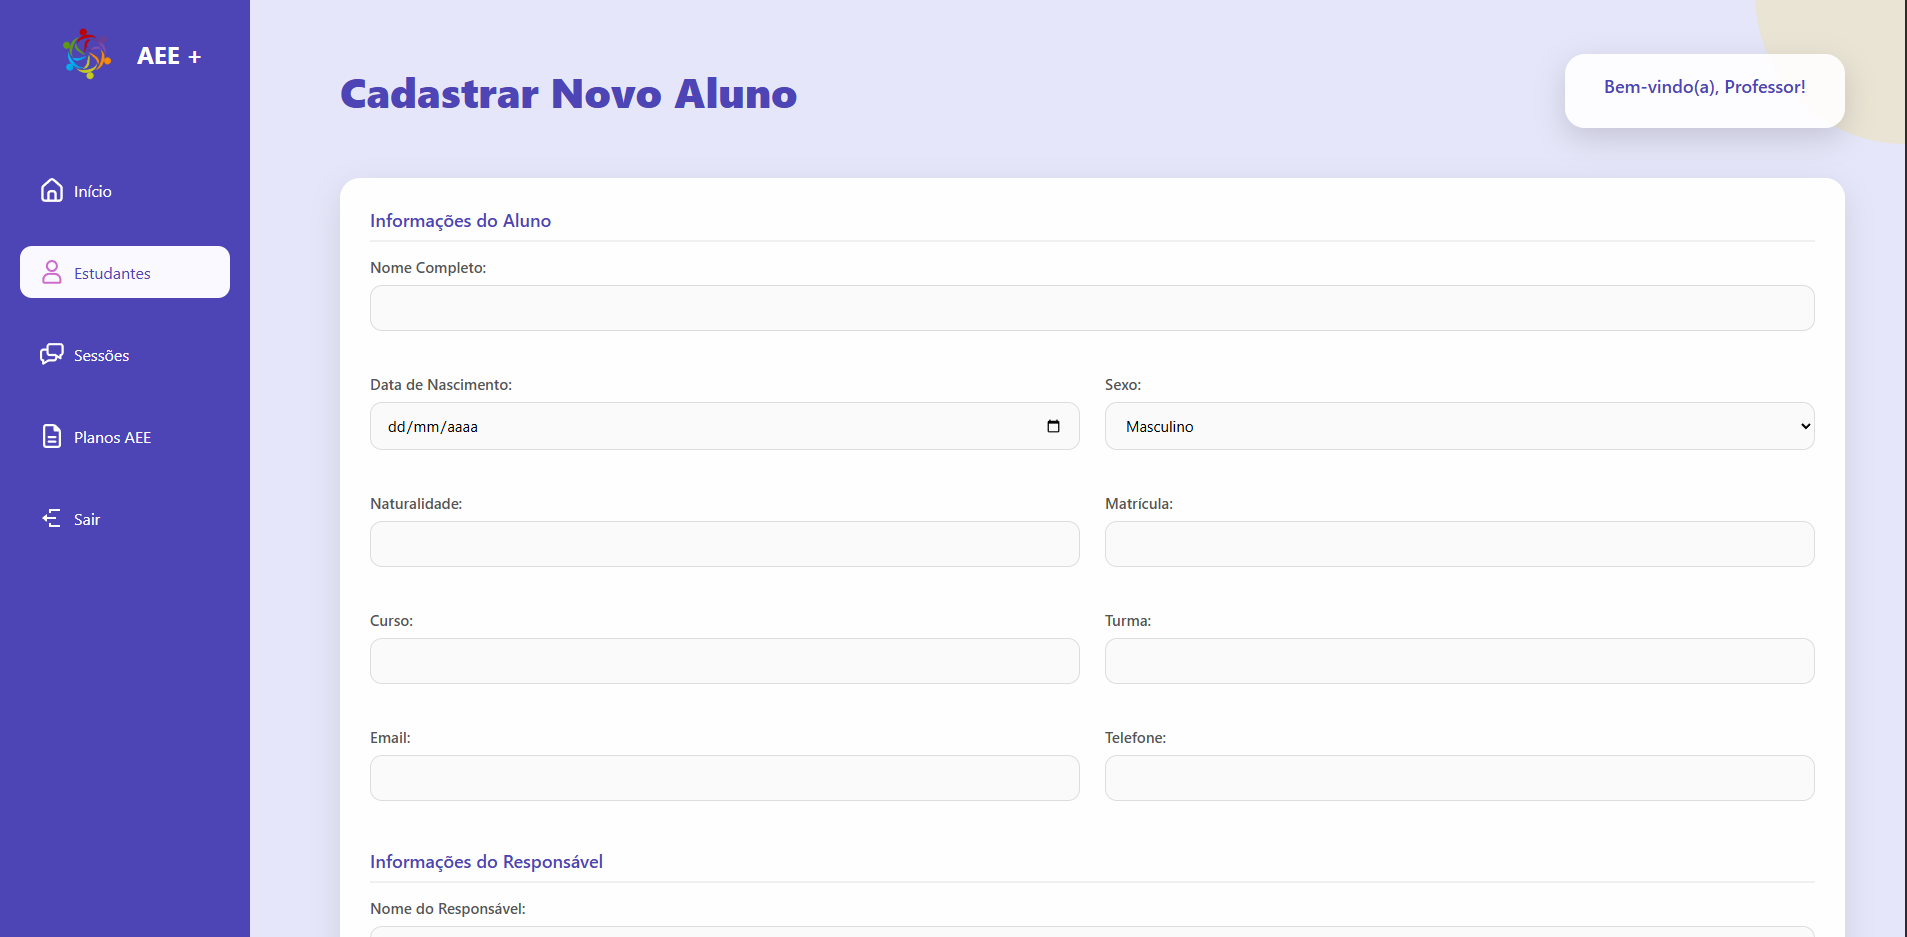 AEE +
Início
Estudantes
Sessões
Planos AEE
Sair
Cadastrar Novo Aluno
Bem-vindo(a), Professor!
Informações do Aluno
Nome Completo:
Data de Nascimento:
Sexo:
dd/mm/aaaa
Masculino
Naturalidade:
Matrícula:
Curso:
Turma:
Email:
Telefone:
Informações do Responsável
Nome do Responsável: